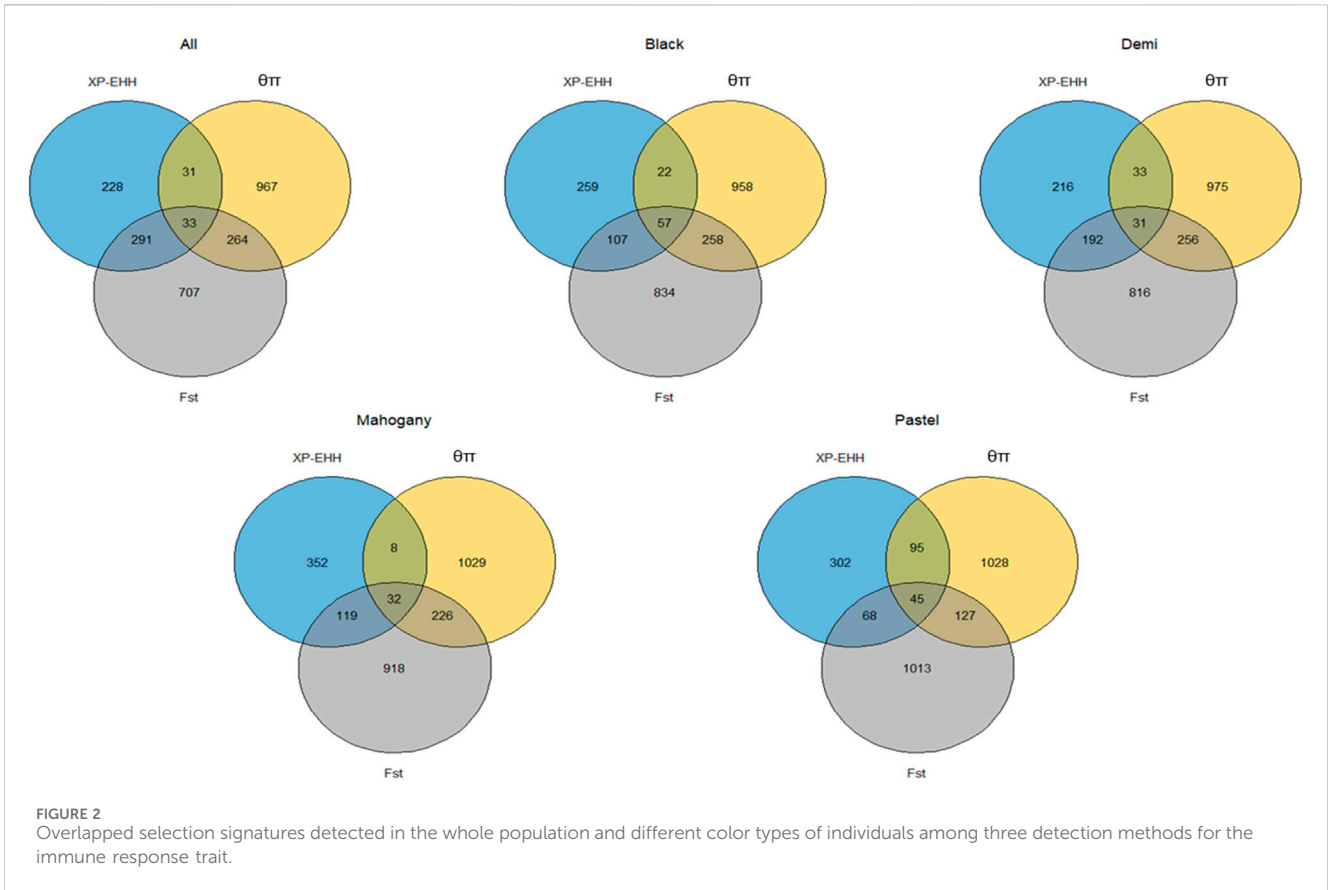 All
XP-EHH θπ
31
228 967
33
291 264
707
Fst
Black
XP-EHH θπ
22
259 958
57
107 258
834
Fst
Demi
XP-EHH θπ
33
216 975
31
192 256
816
Fst
Mahogany
XP-EHH θπ
8
352 1029
32
119 226
918
Fst
Pastel
XP-EHH θπ
95
302 1028
45
68 127
1013
Fst
FIGURE 2
Overlapped selection signatures detected in the whole population and different color types of individuals among three detection methods for the
immune response trait.